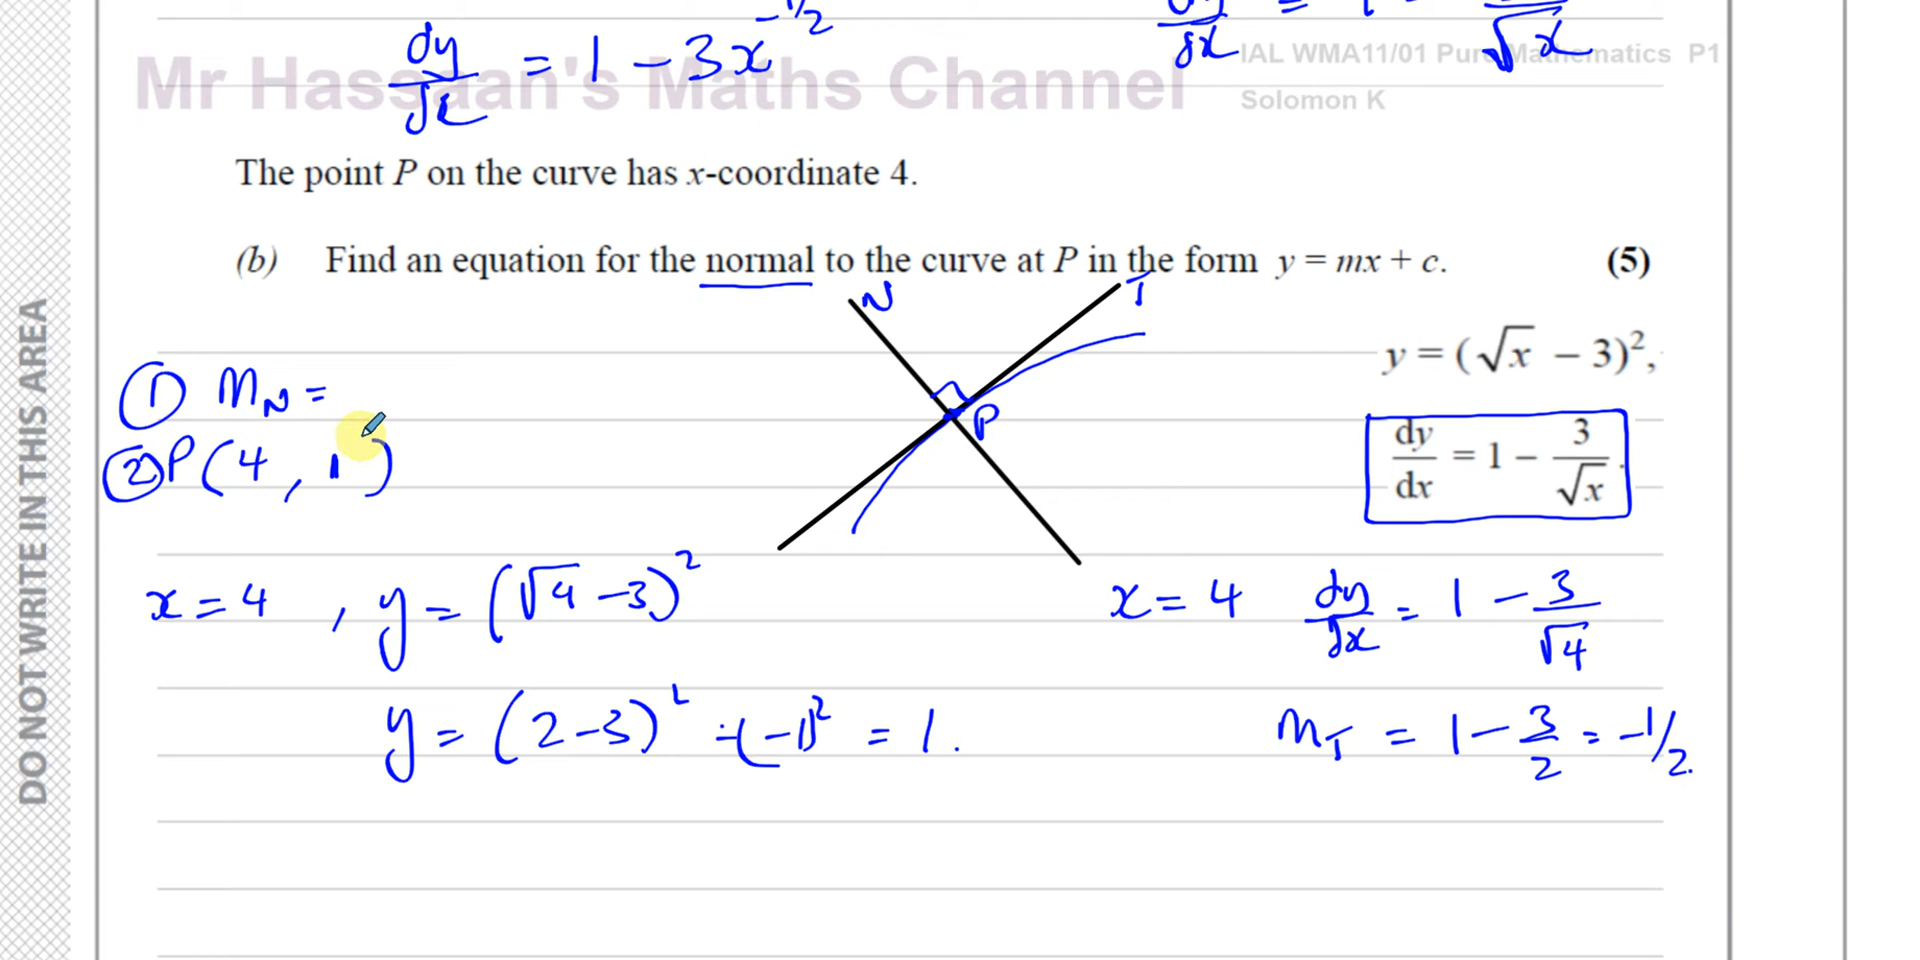 dy/dx = 1 - 3x^-1/2
dy/dx = 1 - 3/√x
Mr Hassaan's Maths Channel
IAL WMA11/01 Pure Mathematics P1
Solomon K
The point P on the curve has x-coordinate 4.
(b) Find an equation for the normal to the curve at P in the form y = mx + c. (5)
N
T
P
y = (√x − 3)²,
① M_N =
② P(4, 1)
dy/dx = 1 − 3/√x.
x = 4, y = (√4 − 3)²
y = (2 − 3)² = (−1)² = 1.
x = 4 dy/dx = 1 − 3/√4
M_T = 1 − 3/2 = −1/2.
DO NOT WRITE IN THIS AREA